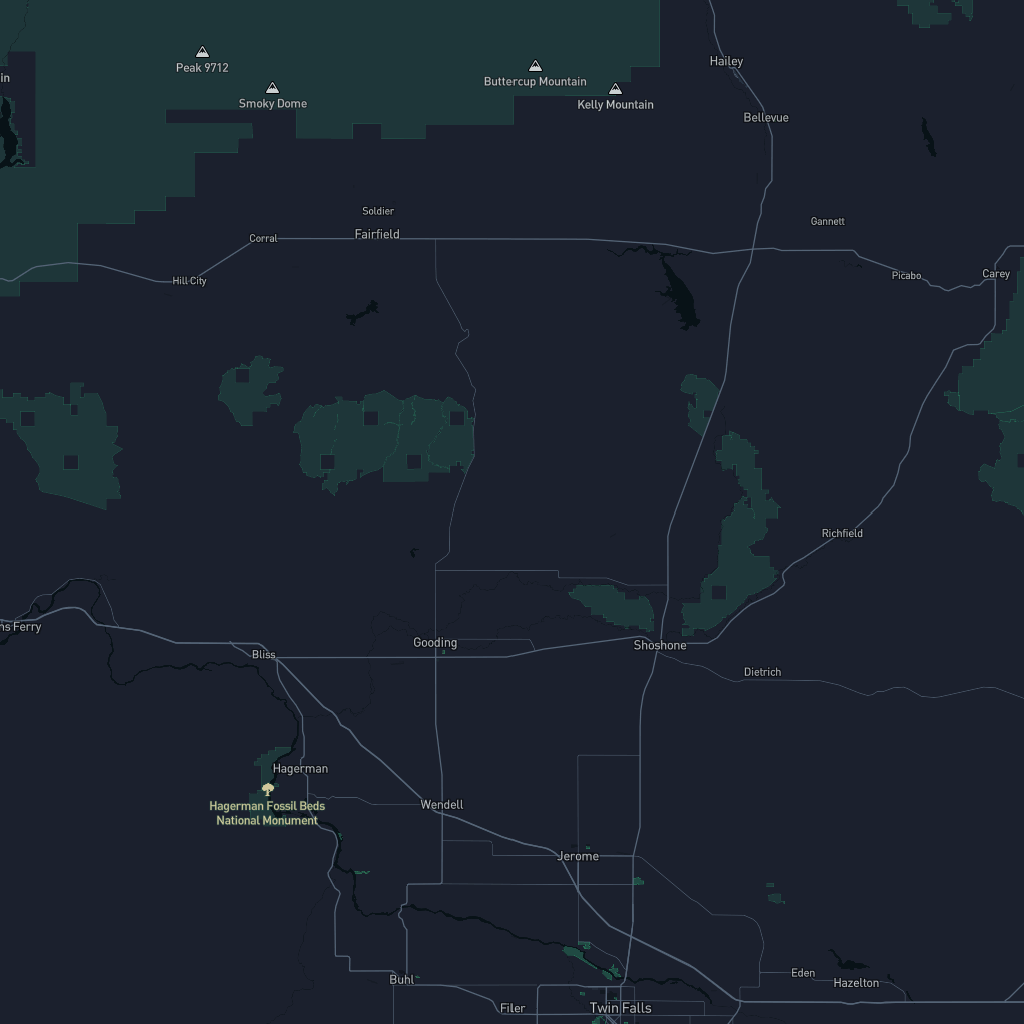 Hailey
Peak 9712
in
Buttercup Mountain
Smoky Dome
Kelly Mountain
Bellevue
Soldier
Gannett
Fairfield
Corral
Carey
Picabo
Hill City
Richfield
ns Ferry
Gooding
Shoshone
Bliss
Dietrich
Hagerman
Hagerman Fossil Beds
National Monument
Wendell
Jerome
Eden
Buhl
Hazelton
Filer
Twin Falls